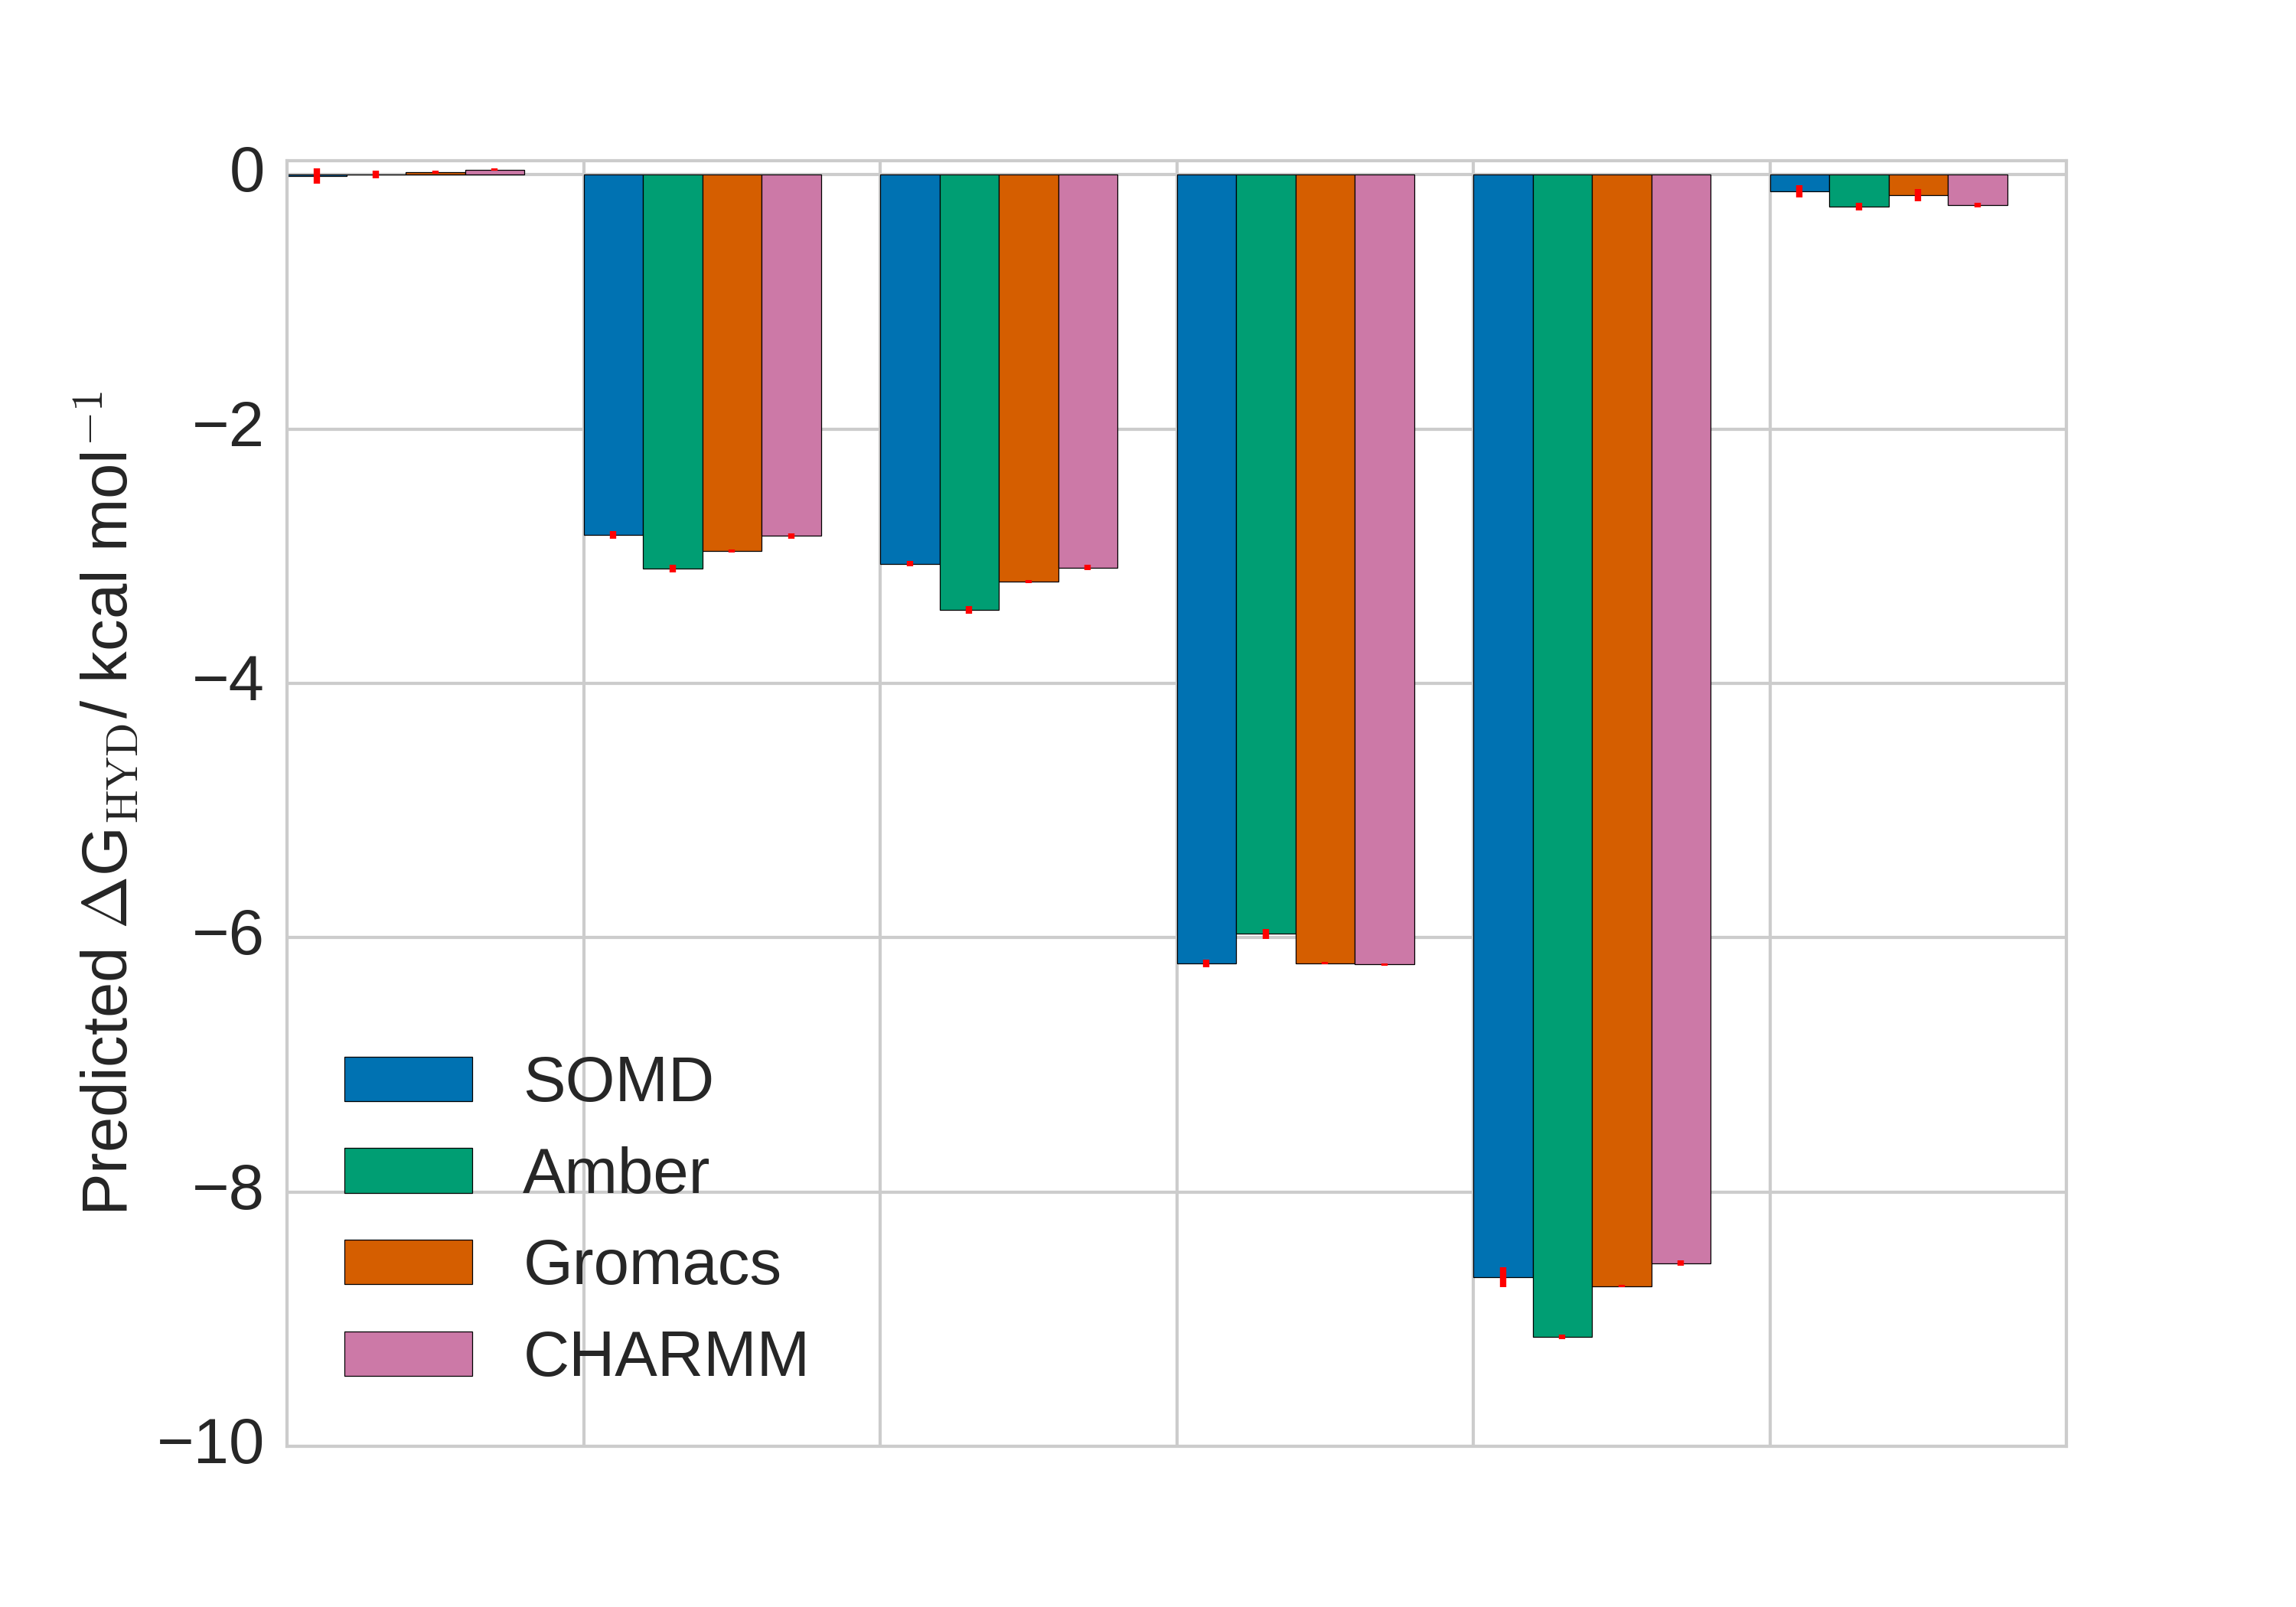 0
−2
−4
−6
−8
−10
Predicted ΔG_HYD/ kcal mol^−1
SOMD
Amber
Gromacs
CHARMM